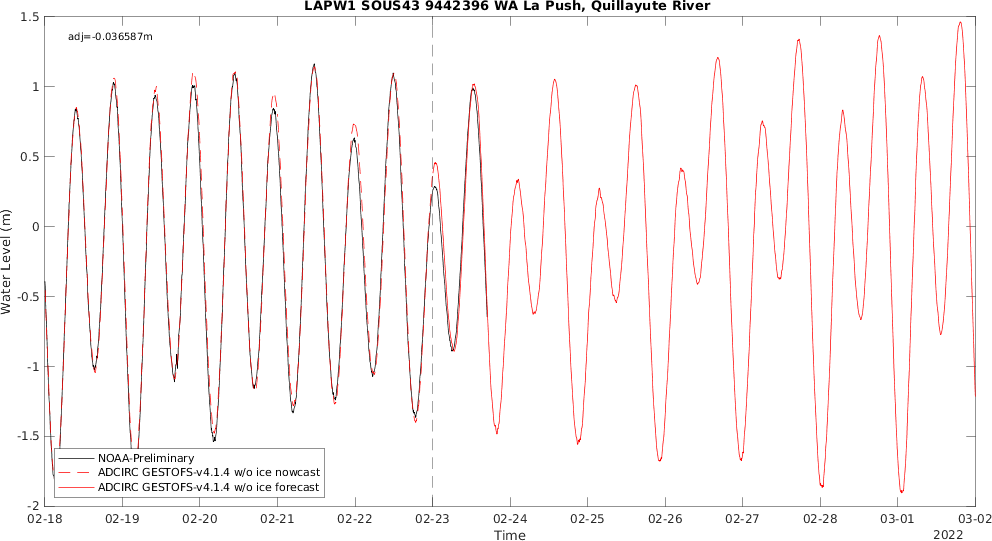 LAPW1 SOUS43 9442396 WA La Push, Quillayute River
adj=-0.036587m
1.5
1
0.5
0
-0.5
-1
-1.5
-2
Water Level (m)
NOAA-Preliminary
ADCIRC GESTOFS-v4.1.4 w/o ice nowcast
ADCIRC GESTOFS-v4.1.4 w/o ice forecast
02-18 02-19 02-20 02-21 02-22 02-23 02-24 02-25 02-26 02-27 02-28 03-01 03-02
Time
2022